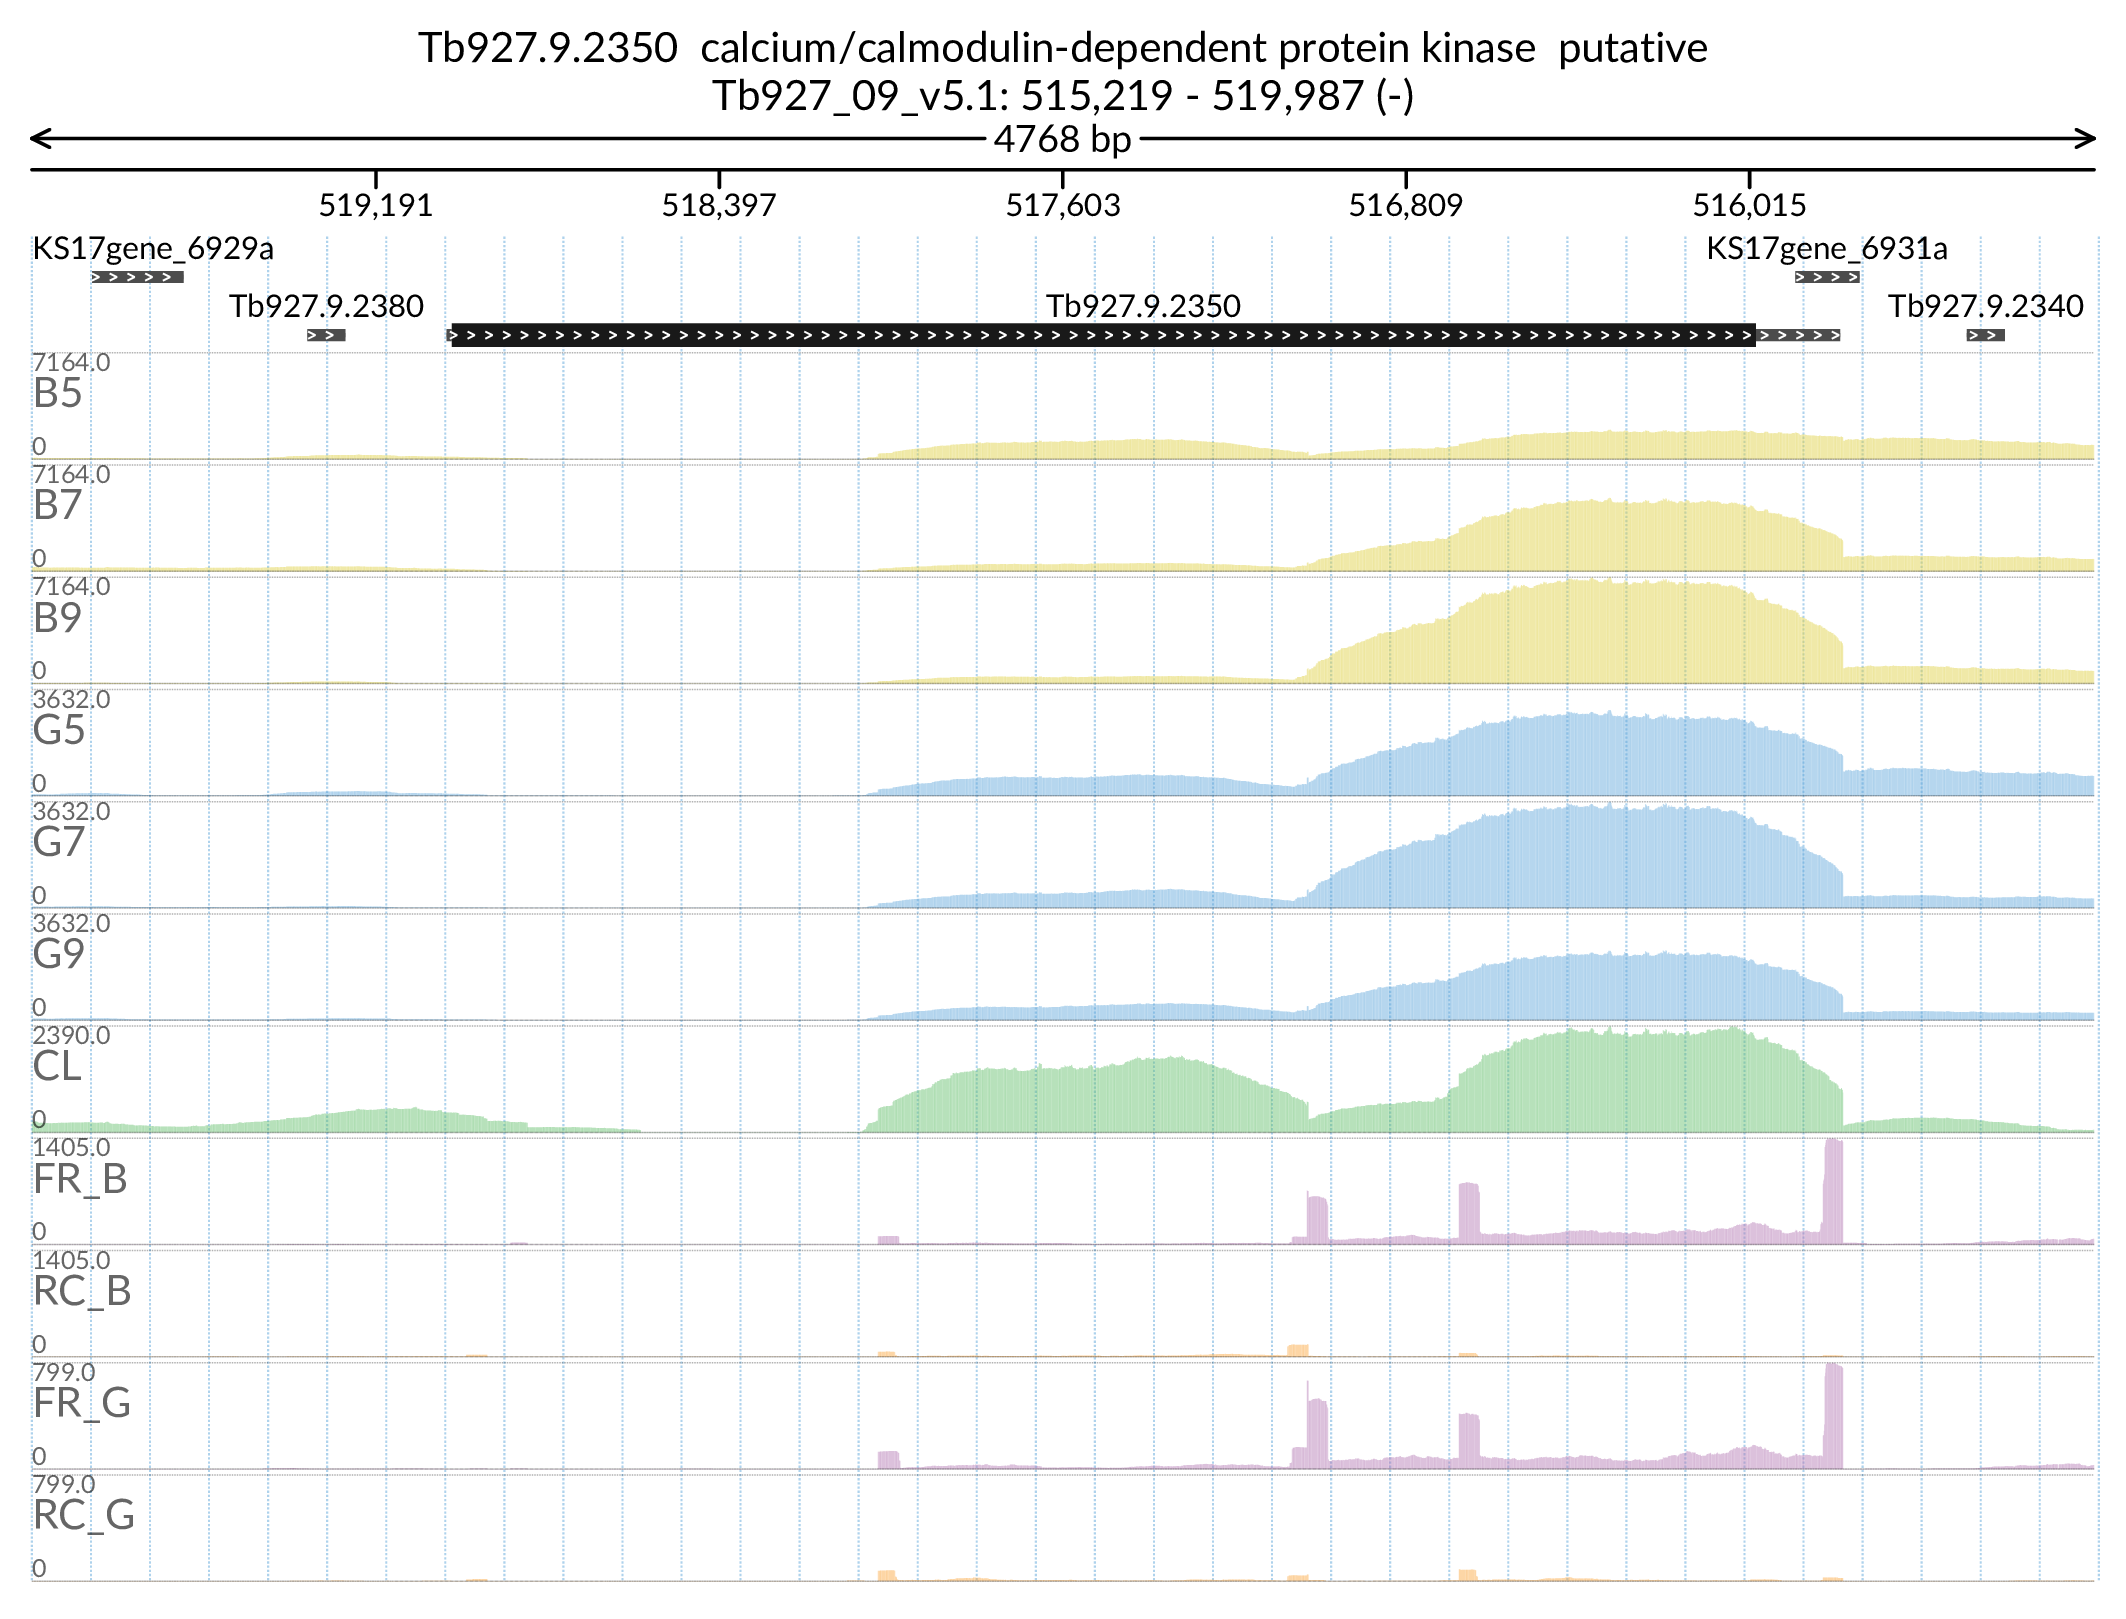 Tb927.9.2350  calcium/calmodulin-dependent protein kinase  putative
Tb927_09_v5.1: 515,219 - 519,987 (-)
4768 bp
519,191 518,397 517,603 516,809 516,015
KS17gene_6929a KS17gene_6931a
Tb927.9.2380 Tb927.9.2350 Tb927.9.2340
7164.0
B5
0
7164.0
B7
0
7164.0
B9
0
3632.0
G5
0
3632.0
G7
0
3632.0
G9
0
2390.0
CL
0
1405.0
FR_B
0
1405.0
RC_B
0
799.0
FR_G
0
799.0
RC_G
0